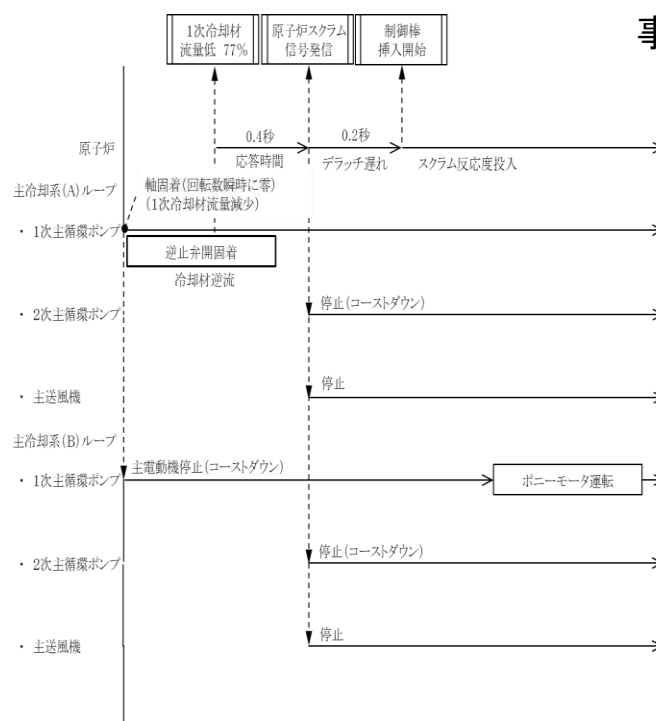 事
1次冷却材
流量低 77%
原子炉スクラム
信号発信
制御棒
挿入開始
原子炉
0.4秒
応答時間
0.2秒
デラッチ遅れ
スクラム反応度投入
主冷却系(A)ループ
軸固着(回転数瞬時に零)
(1次冷却材流量減少)
・ 1次主循環ポンプ
逆止弁開固着
冷却材逆流
・ 2次主循環ポンプ
停止(コーストダウン)
・ 主送風機
停止
主冷却系(B)ループ
主電動機停止(コーストダウン)
・ 1次主循環ポンプ
ポニーモータ運転
・ 2次主循環ポンプ
停止(コーストダウン)
・ 主送風機
停止